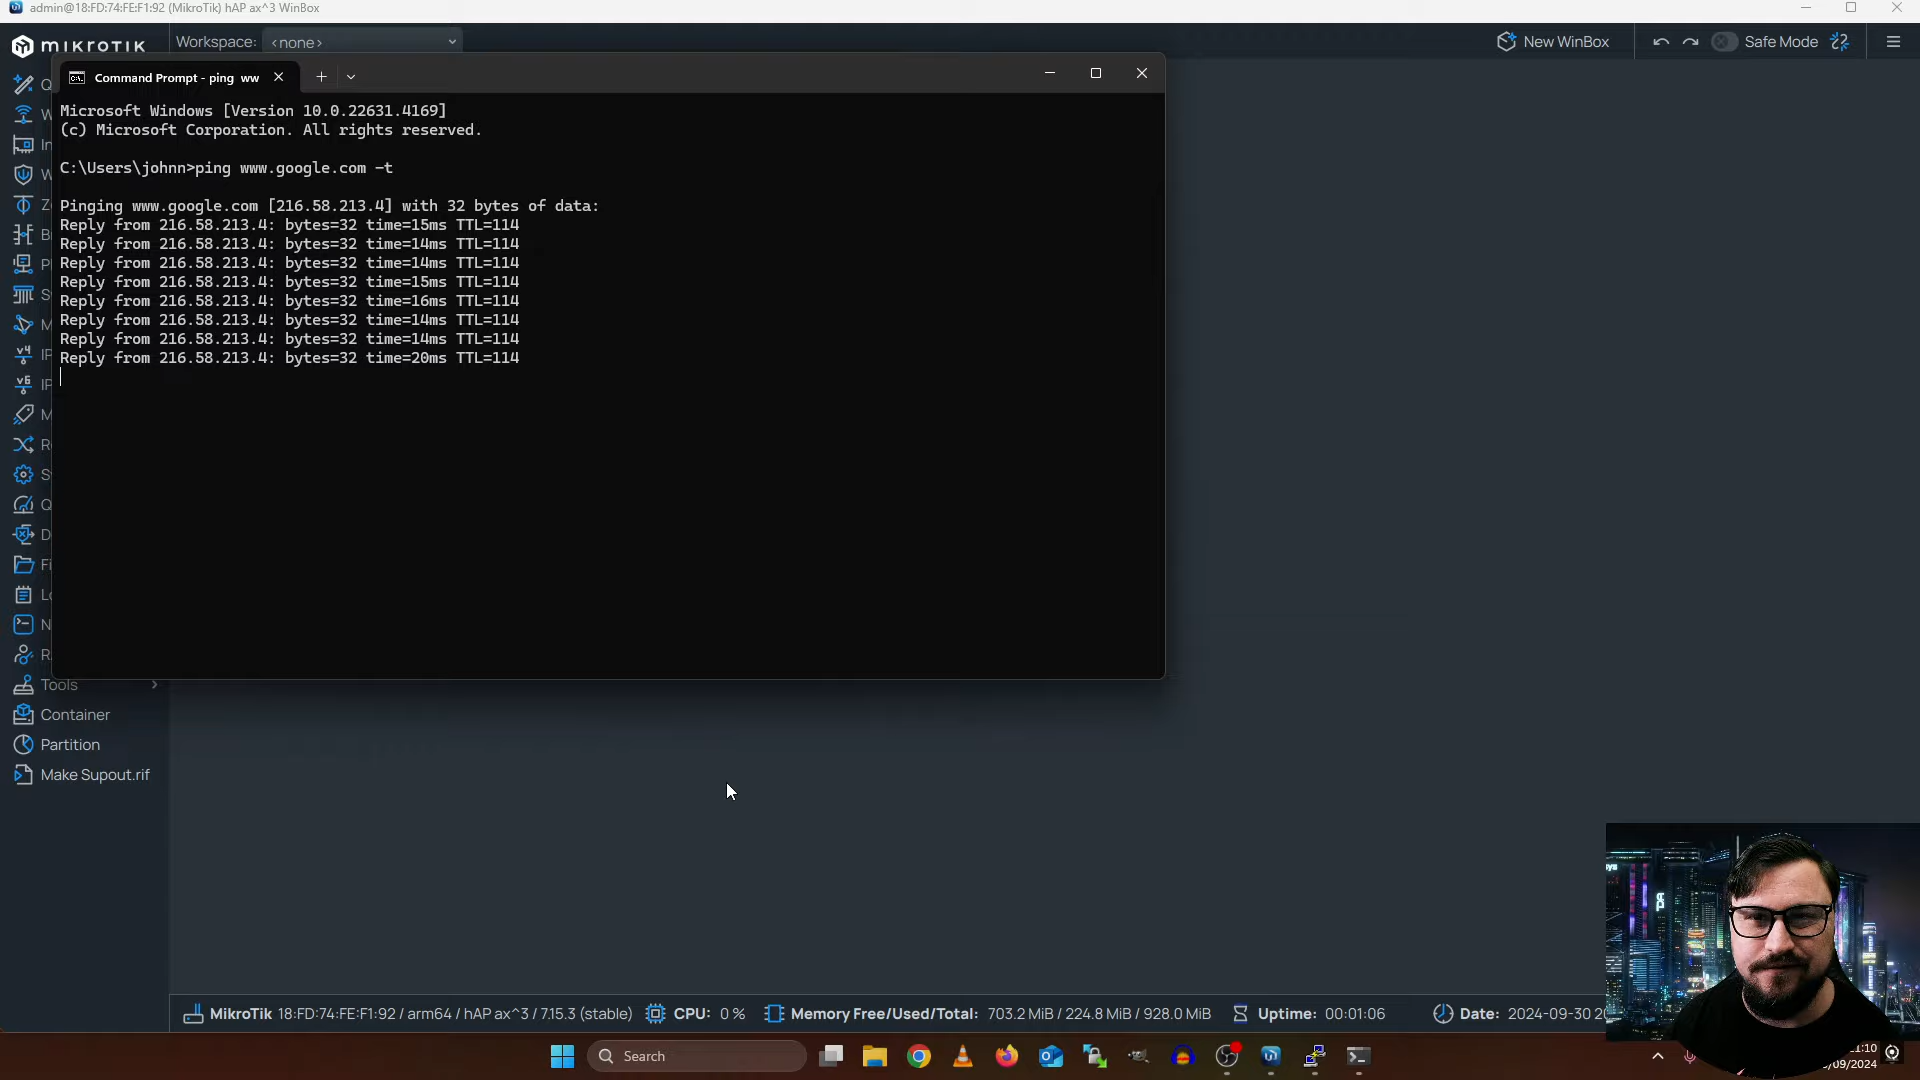 admin@18:FD:74:FE:F1:92 (MikroTik) hAP ax^3 WinBox
MIKROTIK
Workspace: <none>
New WinBox
Safe Mode
Command Prompt - ping ww
Microsoft Windows [Version 10.0.22631.4169]
(c) Microsoft Corporation. All rights reserved.
C:\Users\johnn>ping www.google.com -t
Pinging www.google.com [216.58.213.4] with 32 bytes of data:
Reply from 216.58.213.4: bytes=32 time=15ms TTL=114
Reply from 216.58.213.4: bytes=32 time=14ms TTL=114
Reply from 216.58.213.4: bytes=32 time=14ms TTL=114
Reply from 216.58.213.4: bytes=32 time=15ms TTL=114
Reply from 216.58.213.4: bytes=32 time=16ms TTL=114
Reply from 216.58.213.4: bytes=32 time=14ms TTL=114
Reply from 216.58.213.4: bytes=32 time=14ms TTL=114
Reply from 216.58.213.4: bytes=32 time=20ms TTL=114
Tools
Container
Partition
Make Supout.rif
MikroTik 18:FD:74:FE:F1:92 / arm64 / hAP ax^3 / 7.15.3 (stable) CPU: 0 % Memory Free/Used/Total: 703.2 MiB / 224.8 MiB / 928.0 MiB Uptime: 00:01:06 Date: 2024-09-30 20
Search
1:10
/09/2024